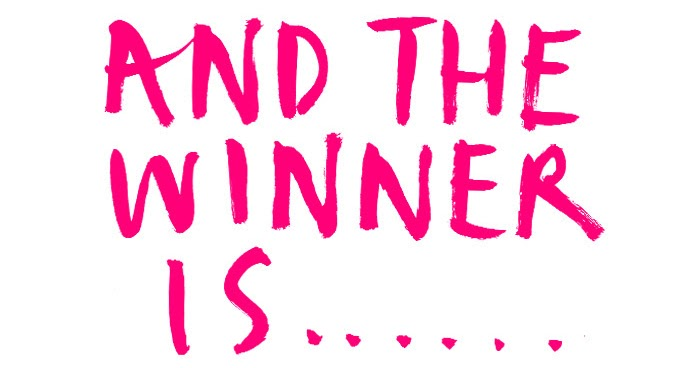 AND THE
WINNER
IS......